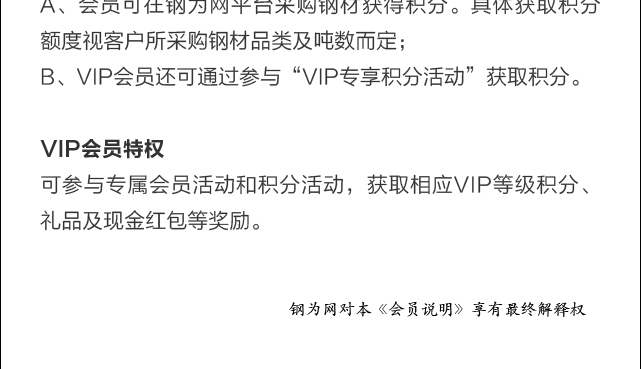 A、会员可在钢为网平台采购钢材获得积分。具体获取积分
额度视客户所采购钢材品类及吨数而定；
B、VIP会员还可通过参与“VIP专享积分活动”获取积分。
VIP会员特权
可参与专属会员活动和积分活动，获取相应VIP等级积分、
礼品及现金红包等奖励。
钢为网对本《会员说明》享有最终解释权